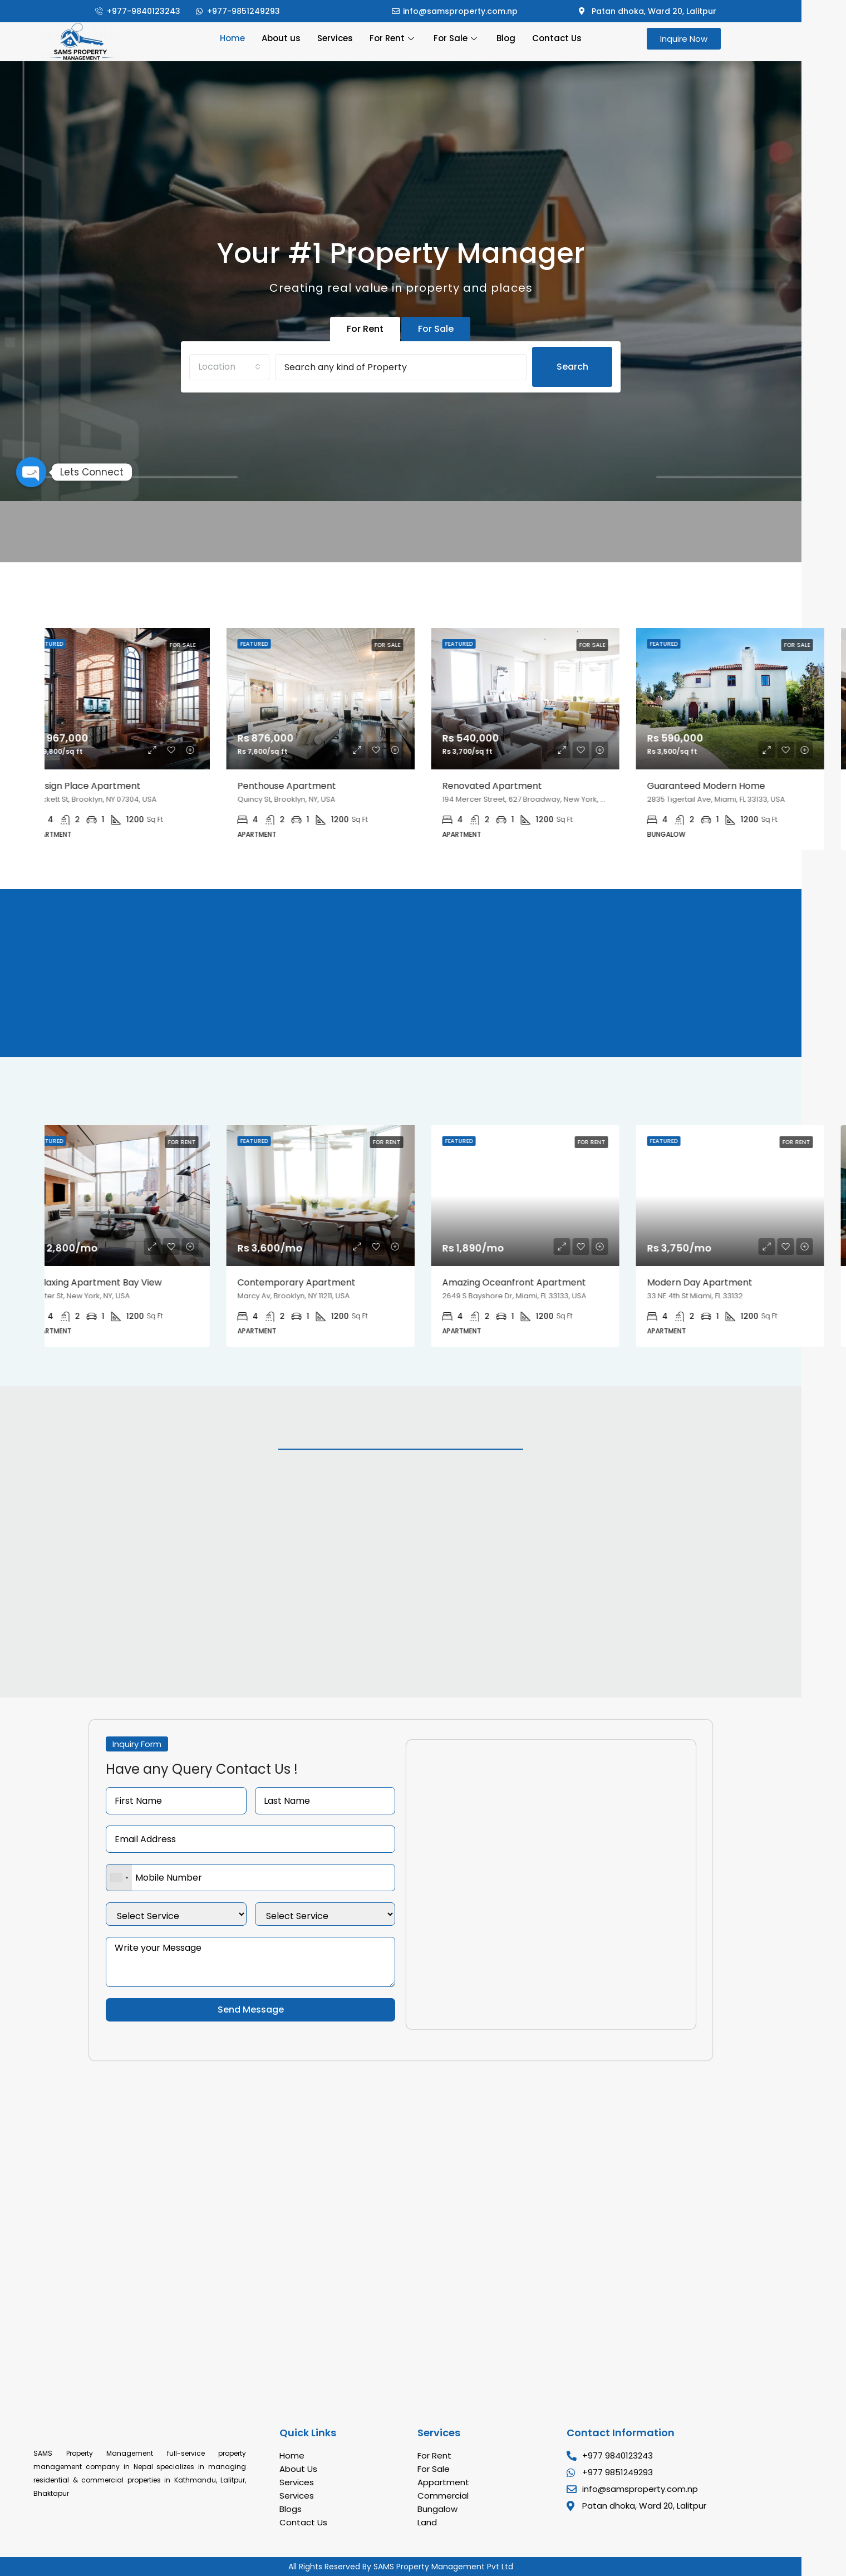 +977-9840123243
+977-9851249293
info@samsproperty.com.np
Patan dhoka, Ward 20, Lalitpur
SAMS PROPERTY
MANAGEMENT
Home
About us
Services
For Rent
For Sale
Blog
Contact Us
Inquire Now
Your #1 Property Manager
Creating real value in property and places
For Rent
For Sale
Location
Search any kind of Property
Search
Lets Connect
TURED
FOR SALE
967,000
,800/sq ft
sign Place Apartment
kett St, Brooklyn, NY 07304, USA
4 2 1 1200 Sq Ft
ARTMENT
FEATURED
FOR SALE
Rs 876,000
Rs 7,600/sq ft
Penthouse Apartment
Quincy St, Brooklyn, NY, USA
4 2 1 1200 Sq Ft
APARTMENT
FEATURED
FOR SALE
Rs 540,000
Rs 3,700/sq ft
Renovated Apartment
194 Mercer Street, 627 Broadway, New York, ...
4 2 1 1200 Sq Ft
APARTMENT
FEATURED
FOR SALE
Rs 590,000
Rs 3,500/sq ft
Guaranteed Modern Home
2835 Tigertail Ave, Miami, FL 33133, USA
4 2 1 1200 Sq Ft
BUNGALOW
TURED
FOR RENT
2,800/mo
laxing Apartment Bay View
ter St, New York, NY, USA
4 2 1 1200 Sq Ft
ARTMENT
FEATURED
FOR RENT
Rs 3,600/mo
Contemporary Apartment
Marcy Av, Brooklyn, NY 11211, USA
4 2 1 1200 Sq Ft
APARTMENT
FEATURED
FOR RENT
Rs 1,890/mo
Amazing Oceanfront Apartment
2649 S Bayshore Dr, Miami, FL 33133, USA
4 2 1 1200 Sq Ft
APARTMENT
FEATURED
FOR RENT
Rs 3,750/mo
Modern Day Apartment
33 NE 4th St Miami, FL 33132
4 2 1 1200 Sq Ft
APARTMENT
Inquiry Form
Have any Query Contact Us !
First Name
Last Name
Email Address
Mobile Number
Select Service
Select Service
Write your Message
Send Message
SAMS Property Management full-service property
management company in Nepal specializes in managing
residential & commercial properties in Kathmandu, Lalitpur,
Bhaktapur
Quick Links
Home
About Us
Services
Services
Blogs
Contact Us
Services
For Rent
For Sale
Appartment
Commercial
Bungalow
Land
Contact Information
+977 9840123243
+977 9851249293
info@samsproperty.com.np
Patan dhoka, Ward 20, Lalitpur
All Rights Reserved By SAMS Property Management Pvt Ltd